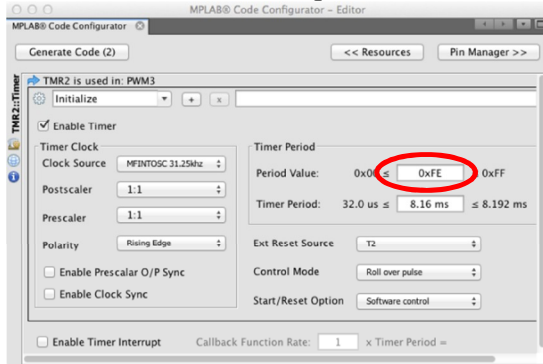 MPLAB® Code Configurator - Editor
MPLAB® Code Configurator
Generate Code (2)
<< Resources
Pin Manager >>
TMR2::Timer
TMR2 is used in: PWM3
Initialize
+
x
Enable Timer
Timer Clock
Clock Source MFINTOSC 31.25khz
Postscaler 1:1
Prescaler 1:1
Polarity Rising Edge
Enable Prescalar O/P Sync
Enable Clock Sync
Timer Period
Period Value: 0x00 ≤ 0xFE ≤ 0xFF
Timer Period: 32.0 us ≤ 8.16 ms ≤ 8.192 ms
Ext Reset Source T2
Control Mode Roll over pulse
Start/Reset Option Software control
Enable Timer Interrupt Callback Function Rate: 1 x Timer Period =